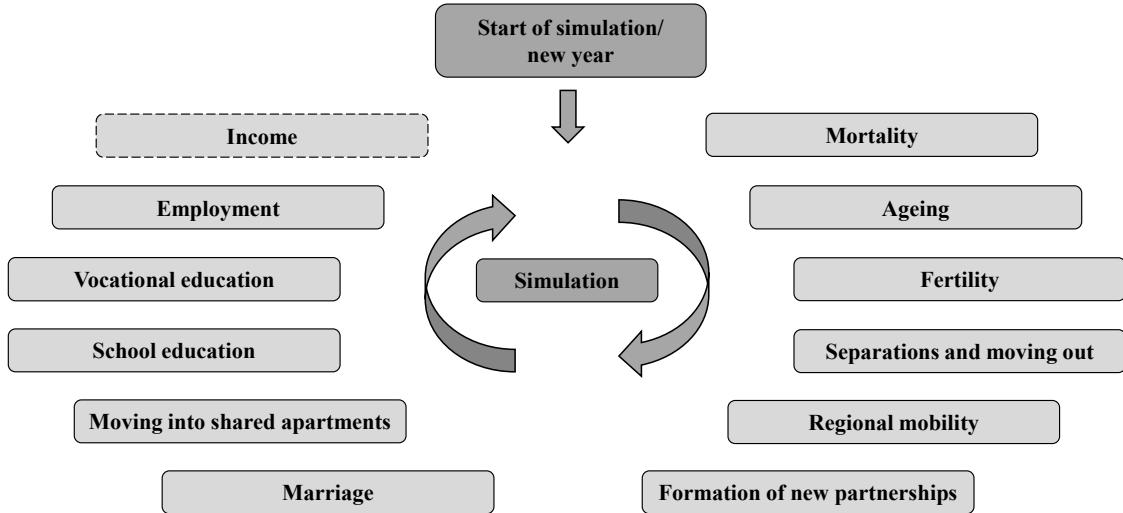 Start of simulation/
new year
Income
Mortality
Employment
Ageing
Vocational education
Simulation
Fertility
School education
Separations and moving out
Moving into shared apartments
Regional mobility
Marriage
Formation of new partnerships